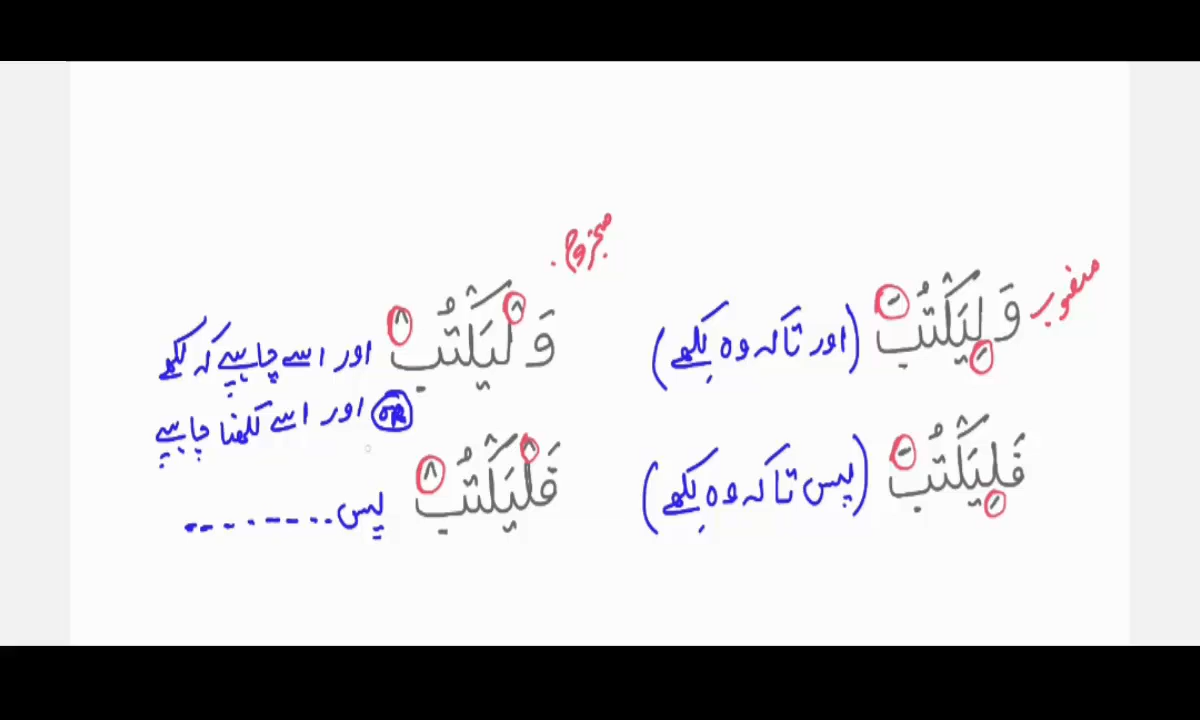 مجزوم
منصوب
وَلِيَكْتُبَ (اور تاکہ وہ لکھے)
وَلْيَكْتُبْ اور اسے چاہیے کہ لکھے
OR اور اسے لکھنا چاہیے
فَلِيَكْتُبَ (پس تاکہ وہ لکھے)
فَلْيَكْتُبْ پس ..........